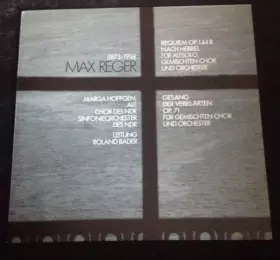 (1873-1916)
MAX REGER
REQUIEM OP. 144 B
NACH HEBBEL
FÜR ALTSOLO,
GEMISCHTEN CHOR
UND ORCHESTER
MARGA HÖFFGEN,
ALT
CHOR DES NDR
SINFONIEORCHESTER
DES NDR
LEITUNG
ROLAND BADER
GESANG
DER VERKLÄRTEN
OP. 71
FÜR GEMISCHTEN CHOR
UND ORCHESTER